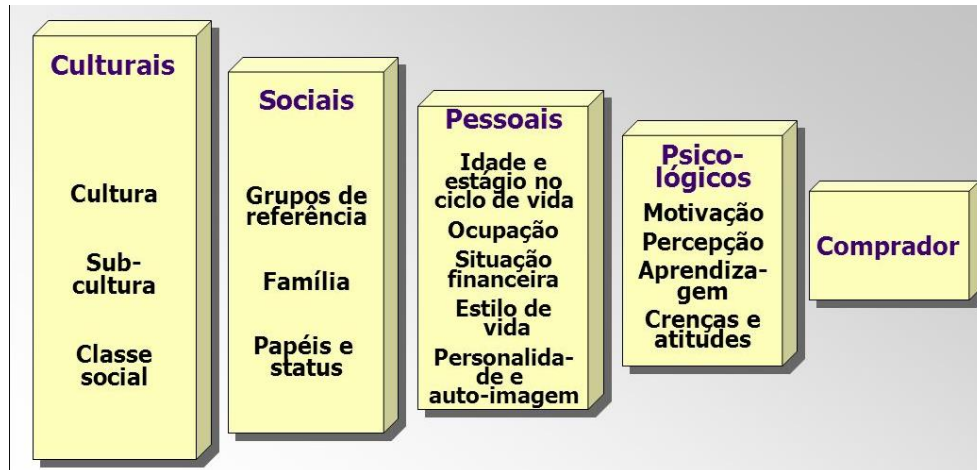 Culturais
Cultura
Sub-
cultura
Classe
social
Sociais
Grupos de
referência
Família
Papéis e
status
Pessoais
Idade e
estágio no
ciclo de vida
Ocupação
Situação
financeira
Estilo de
vida
Personalida-
de e
auto-imagem
Psico-
lógicos
Motivação
Percepção
Aprendiza-
gem
Crenças e
atitudes
Comprador